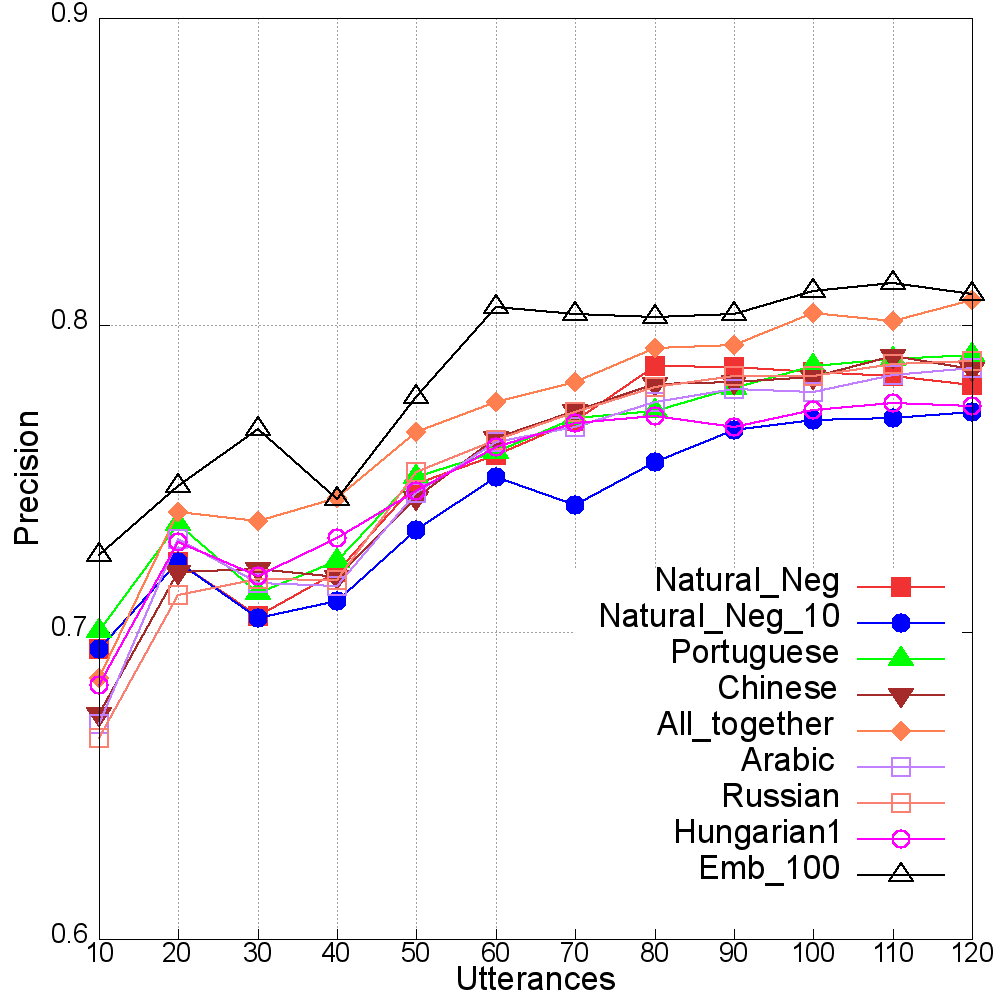 0.9
0.8
0.7
0.6
Precision
Natural_Neg
Natural_Neg_10
Portuguese
Chinese
All_together
Arabic
Russian
Hungarian1
Emb_100
10 20 30 40 50 60 70 80 90 100 110 120
Utterances